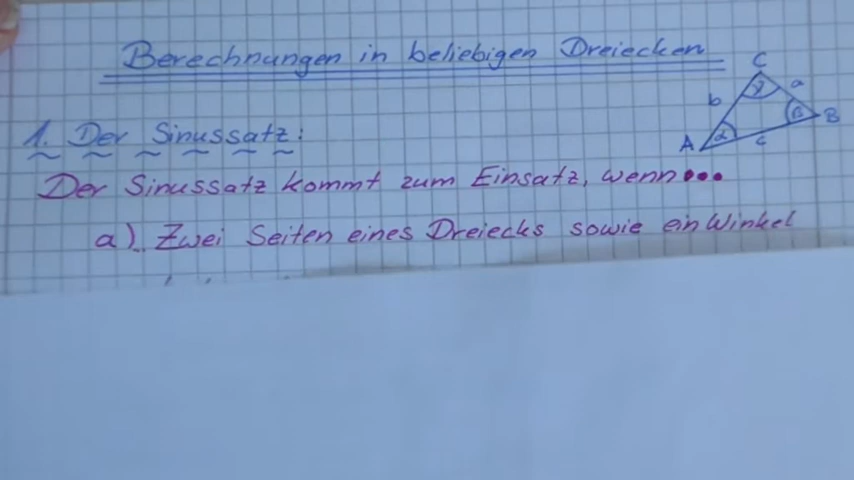 Berechnungen in beliebigen Dreiecken
C
b
γ
a
A
α
c
β
B
1. Der Sinussatz:
Der Sinussatz kommt zum Einsatz, wenn...
a). Zwei Seiten eines Dreiecks sowie ein Winkel